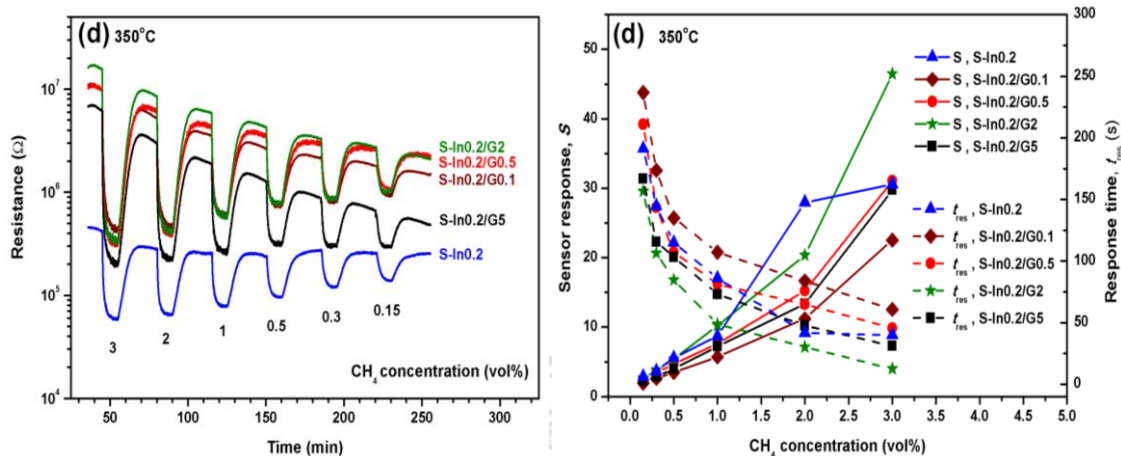 (d) 350°C
Resistance (Ω)
10⁷
10⁶
10⁵
10⁴
S-In0.2/G2
S-In0.2/G0.5
S-In0.2/G0.1
S-In0.2/G5
S-In0.2
3 2 1 0.5 0.3 0.15
CH₄ concentration (vol%)
50 100 150 200 250 300
Time (min)
(d) 350°C
Sensor response, S
50
40
30
20
10
0
S , S-In0.2
S , S-In0.2/G0.1
S , S-In0.2/G0.5
S , S-In0.2/G2
S , S-In0.2/G5
t_res , S-In0.2
t_res , S-In0.2/G0.1
t_res , S-In0.2/G0.5
t_res , S-In0.2/G2
t_res , S-In0.2/G5
300
250
200
150
100
50
0
Response time, t_res (s)
0.0 0.5 1.0 1.5 2.0 2.5 3.0 3.5 4.0 4.5 5.0
CH₄ concentration (vol%)